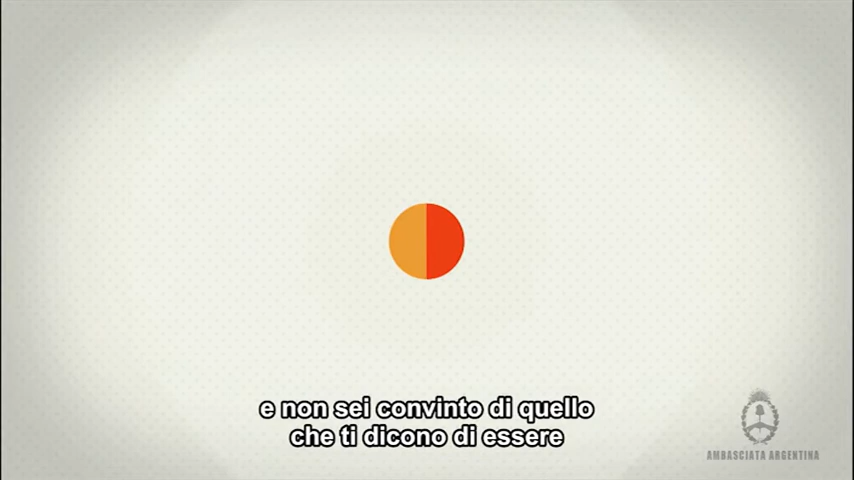 e non sei convinto di quello
che ti dicono di essere
AMBASCIATA ARGENTINA